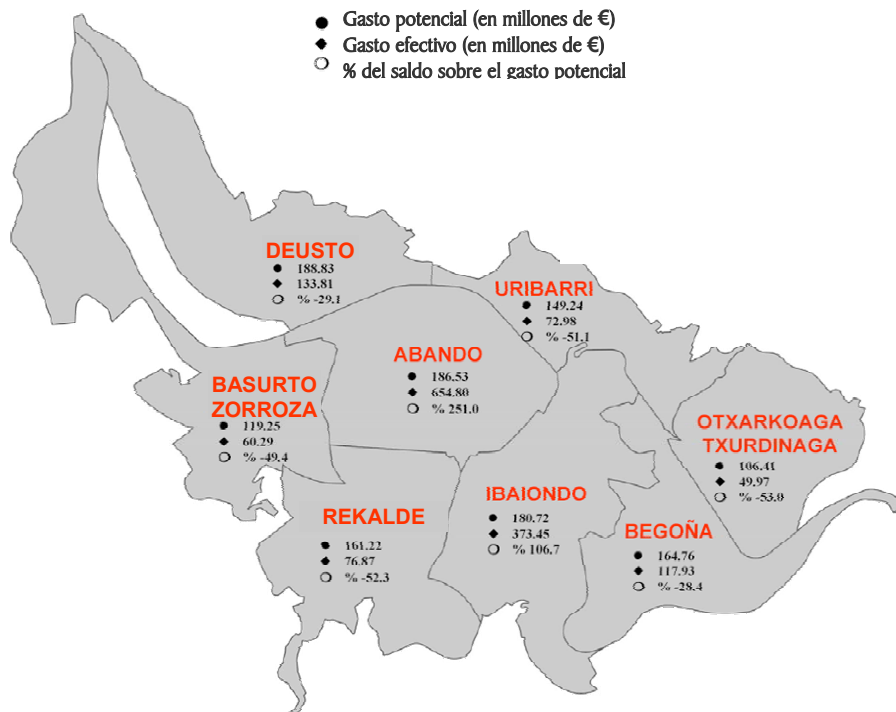 Gasto potencial (en millones de €)
Gasto efectivo (en millones de €)
% del saldo sobre el gasto potencial
DEUSTO
188.83
133.81
% -29.1
URIBARRI
149.24
72.98
% -51.1
ABANDO
186.53
654.80
% 251.0
BASURTO
ZORROZA
119.25
60.29
% -49.4
OTXARKOAGA
TXURDINAGA
106.41
49.97
% -53.0
IBAIONDO
180.72
373.45
% 106.7
REKALDE
161.22
76.87
% -52.3
BEGOÑA
164.76
117.93
% -28.4